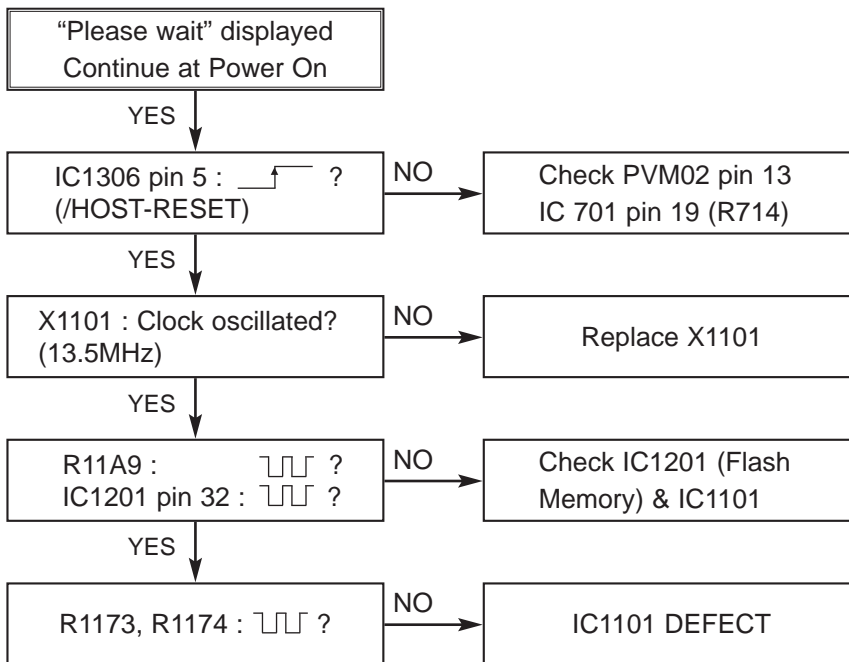 “Please wait” displayed
Continue at Power On
YES
IC1306 pin 5 : ?
(/HOST-RESET)
NO
Check PVM02 pin 13
IC 701 pin 19 (R714)
YES
X1101 : Clock oscillated?
(13.5MHz)
NO
Replace X1101
YES
R11A9 : ?
IC1201 pin 32 : ?
NO
Check IC1201 (Flash
Memory) & IC1101
YES
R1173, R1174 : ?
NO
IC1101 DEFECT